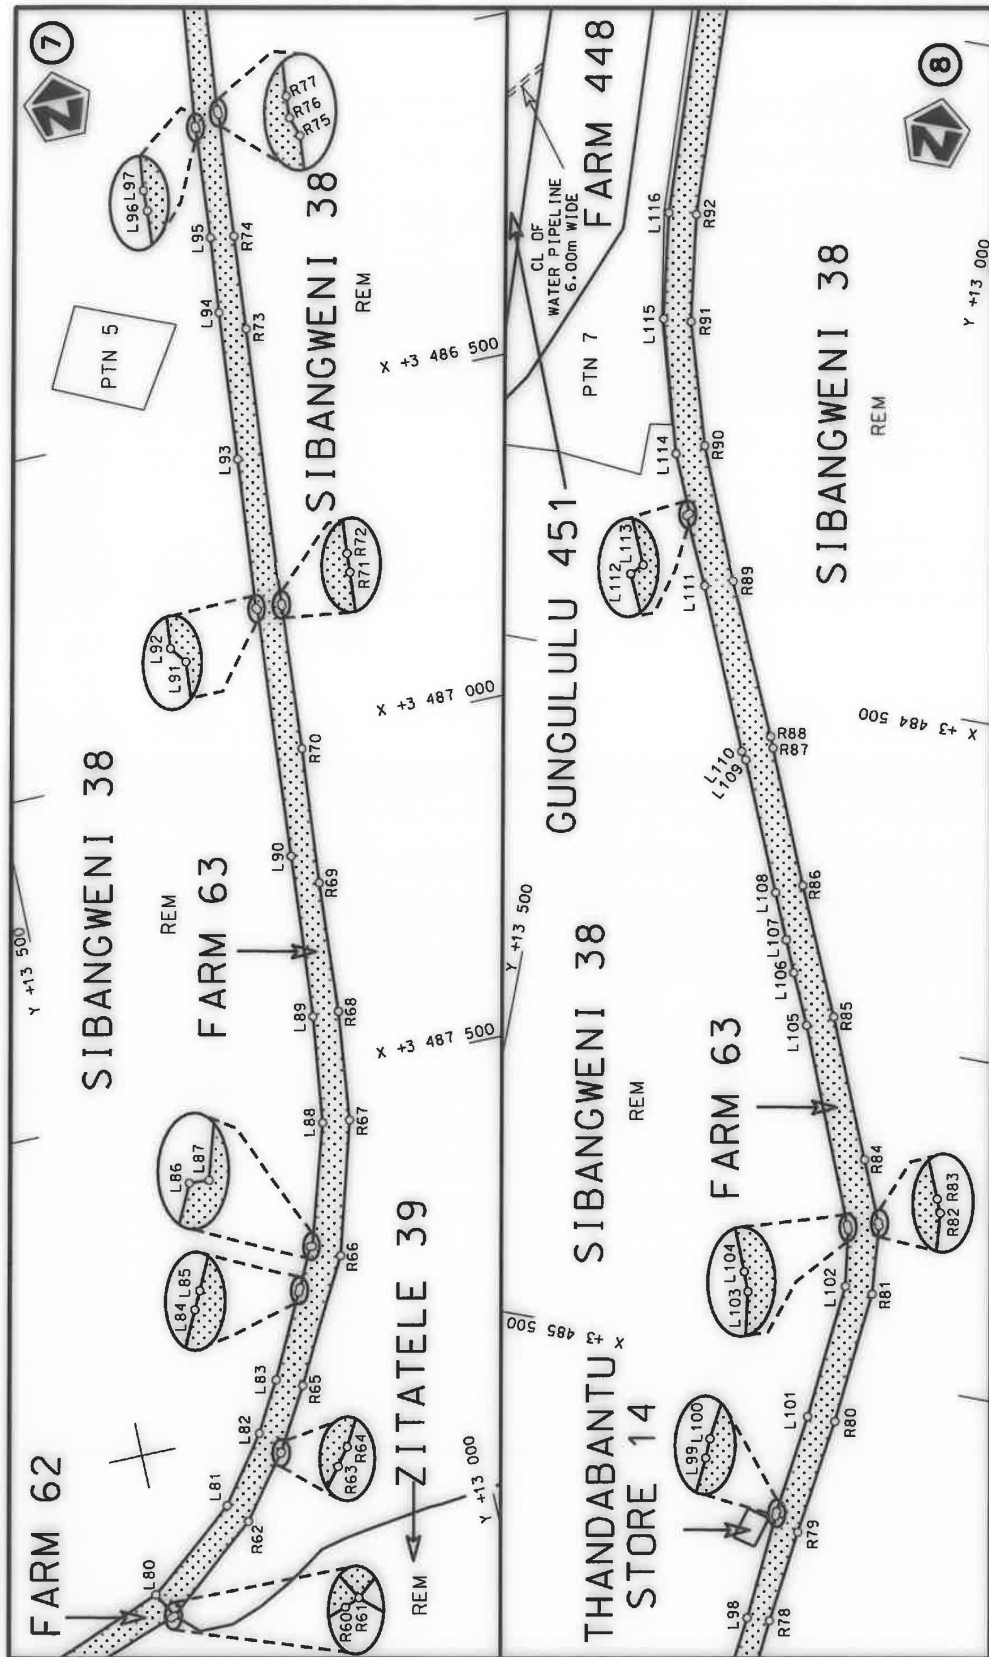 7
N
L96
L97
R77
R76
R75
L95
R74
L94
R73
PTN 5
SIBANGWENI 38
REM
X +3 486 500
L93
R72
R71
L92
L91
X +3 487 000
R70
SIBANGWENI 38
REM
FARM 63
L90
R69
Y +13 500
L89
R68
X +3 487 500
L88
R67
L86
L87
R66
L84
L85
L83
R65
L82
R64
R63
ZITATELE 39
REM
Y +13 000
L81
R62
FARM 62
L80
R60
R61
8
N
FARM 448
CL OF
WATER PIPELINE
6.00m WIDE
L116
R92
Y +13 000
L115
R91
PTN 7
SIBANGWENI 38
REM
L114
R90
GUNGULULU 451
L112
L113
L111
R89
X +3 484 500
L110
L109
R88
R87
L108
R86
L107
L106
L105
R85
Y +13 500
SIBANGWENI 38
REM
FARM 63
R84
R83
R82
L104
L103
L102
R81
X +3 485 500
L101
R80
THANDABANTU
STORE 14
L99
L100
R79
L98
R78